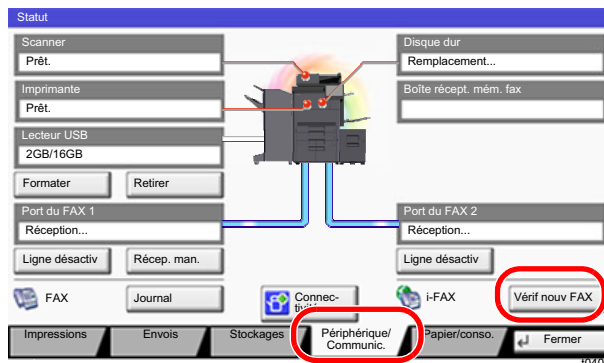 Statut
Scanner
Prêt.
Imprimante
Prêt.
Lecteur USB
2GB/16GB
Formater
Retirer
Port du FAX 1
Réception...
Ligne désactiv
Récep. man.
FAX
Journal
Disque dur
Remplacement...
Boîte récept. mém. fax
Port du FAX 2
Réception...
Ligne désactiv
Connec-
tivité
i-FAX
Vérif nouv FAX
Impressions
Envois
Stockages
Périphérique/
Communic.
Papier/conso.
Fermer